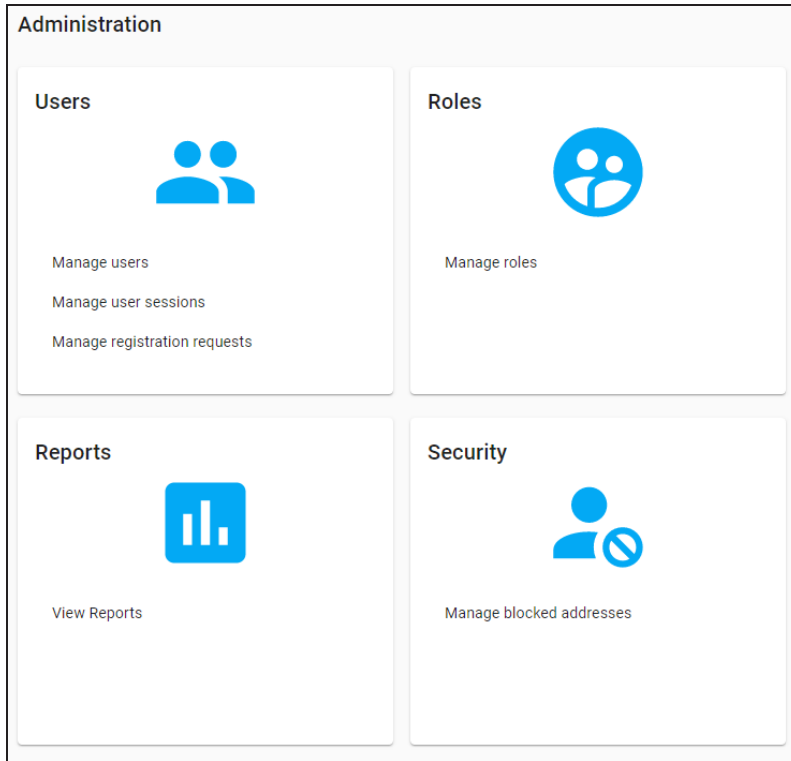 Administration
Users
Manage users
Manage user sessions
Manage registration requests
Roles
Manage roles
Reports
View Reports
Security
Manage blocked addresses